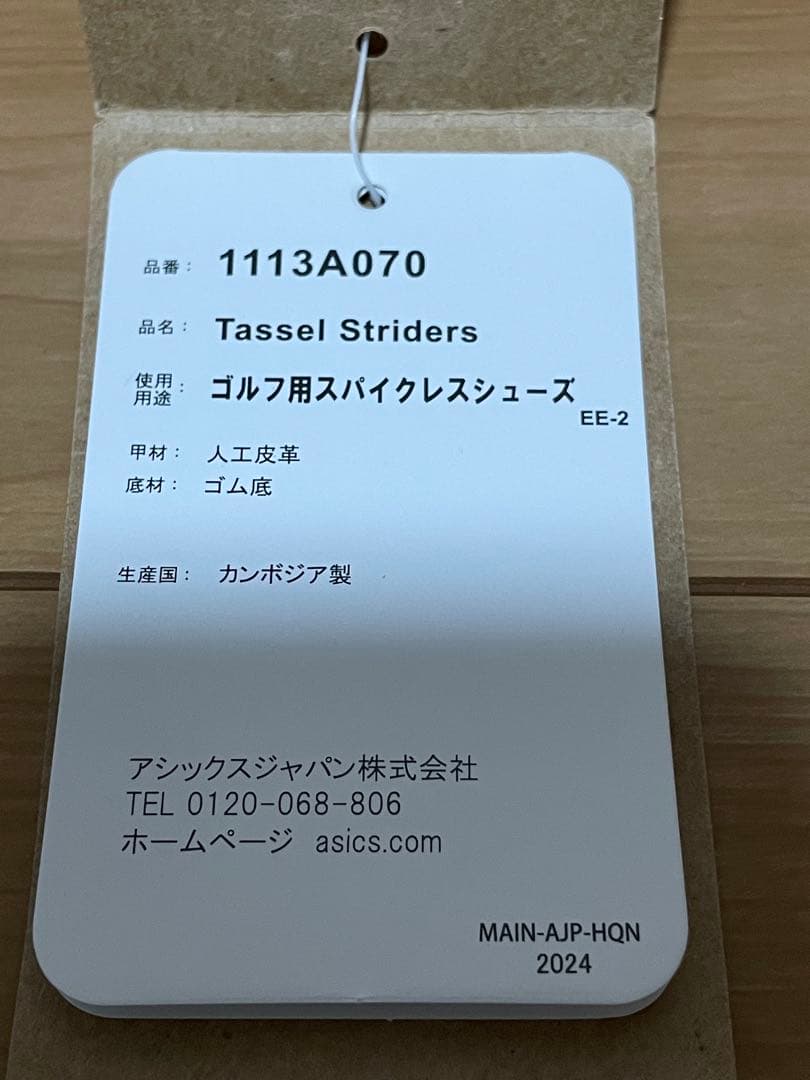 品番： 1113A070
品名： Tassel Striders
使用用途： ゴルフ用スパイクレスシューズ
EE-2
甲材： 人工皮革
底材： ゴム底
生産国： カンボジア製
アシックスジャパン株式会社
TEL 0120-068-806
ホームページ asics.com
MAIN-AJP-HQN
2024